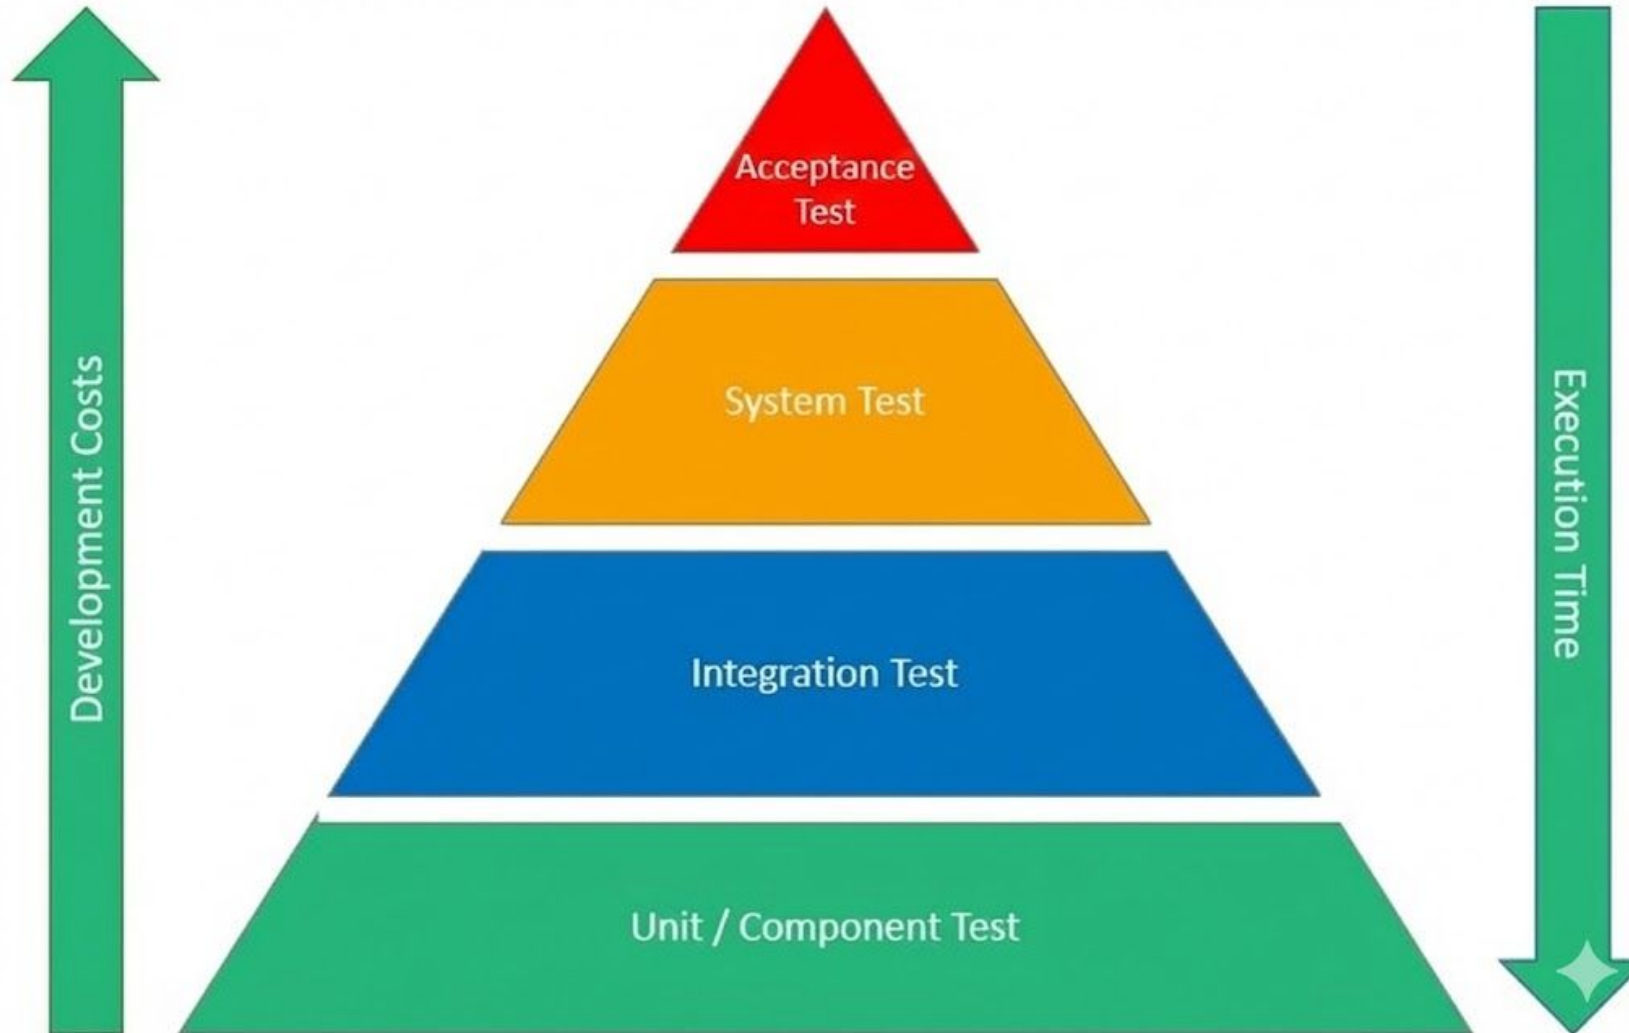 Acceptance
Test
System Test
Integration Test
Unit / Component Test
Development Costs
Execution Time